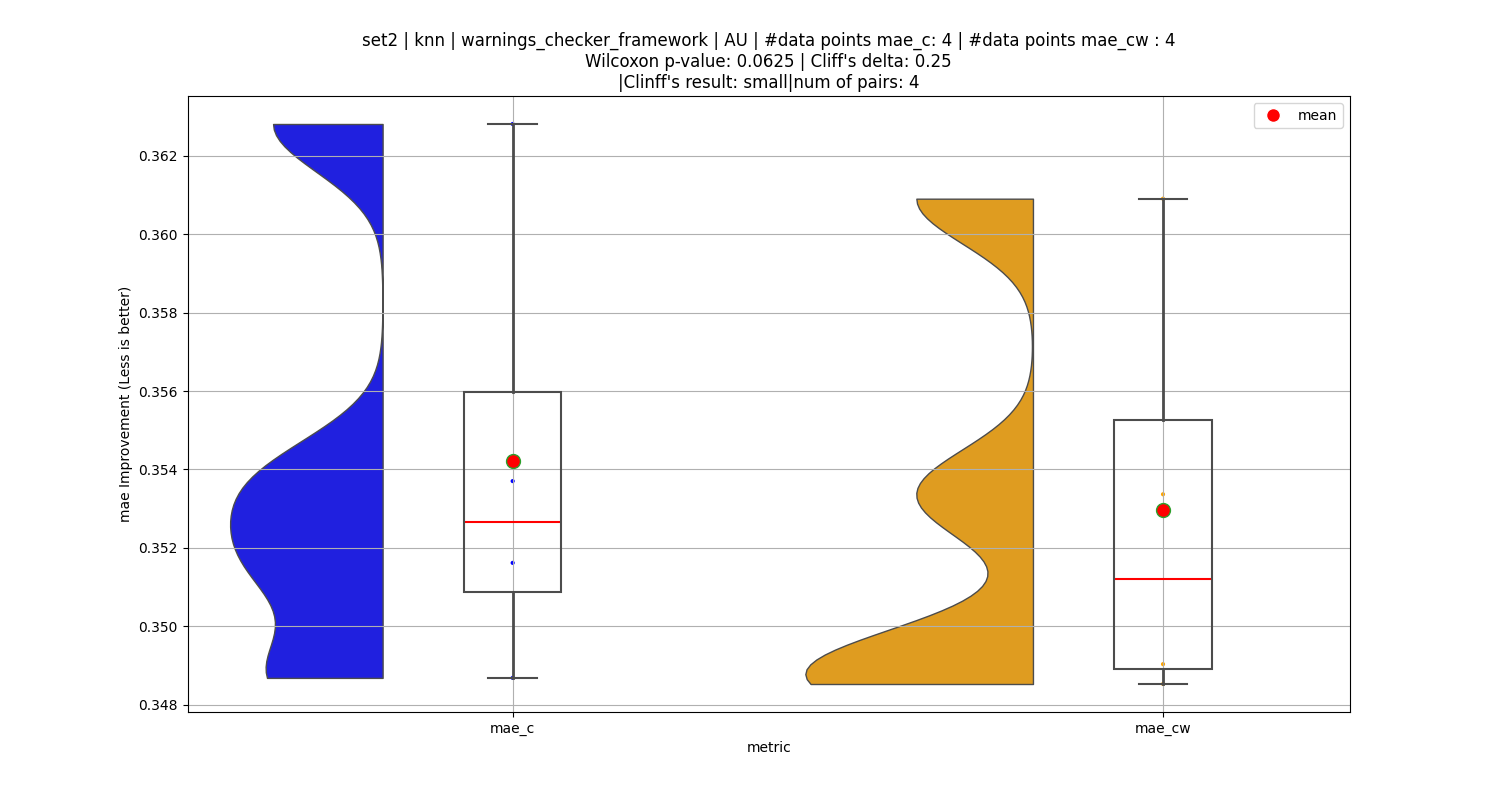 set2 | knn | warnings_checker_framework | AU | #data points mae_c: 4 | #data points mae_cw : 4
Wilcoxon p-value: 0.0625 | Cliff's delta: 0.25
|Clinff's result: small|num of pairs: 4
mean
0.362
0.360
0.358
0.356
0.354
0.352
0.350
0.348
mae Improvement (Less is better)
mae_c
mae_cw
metric